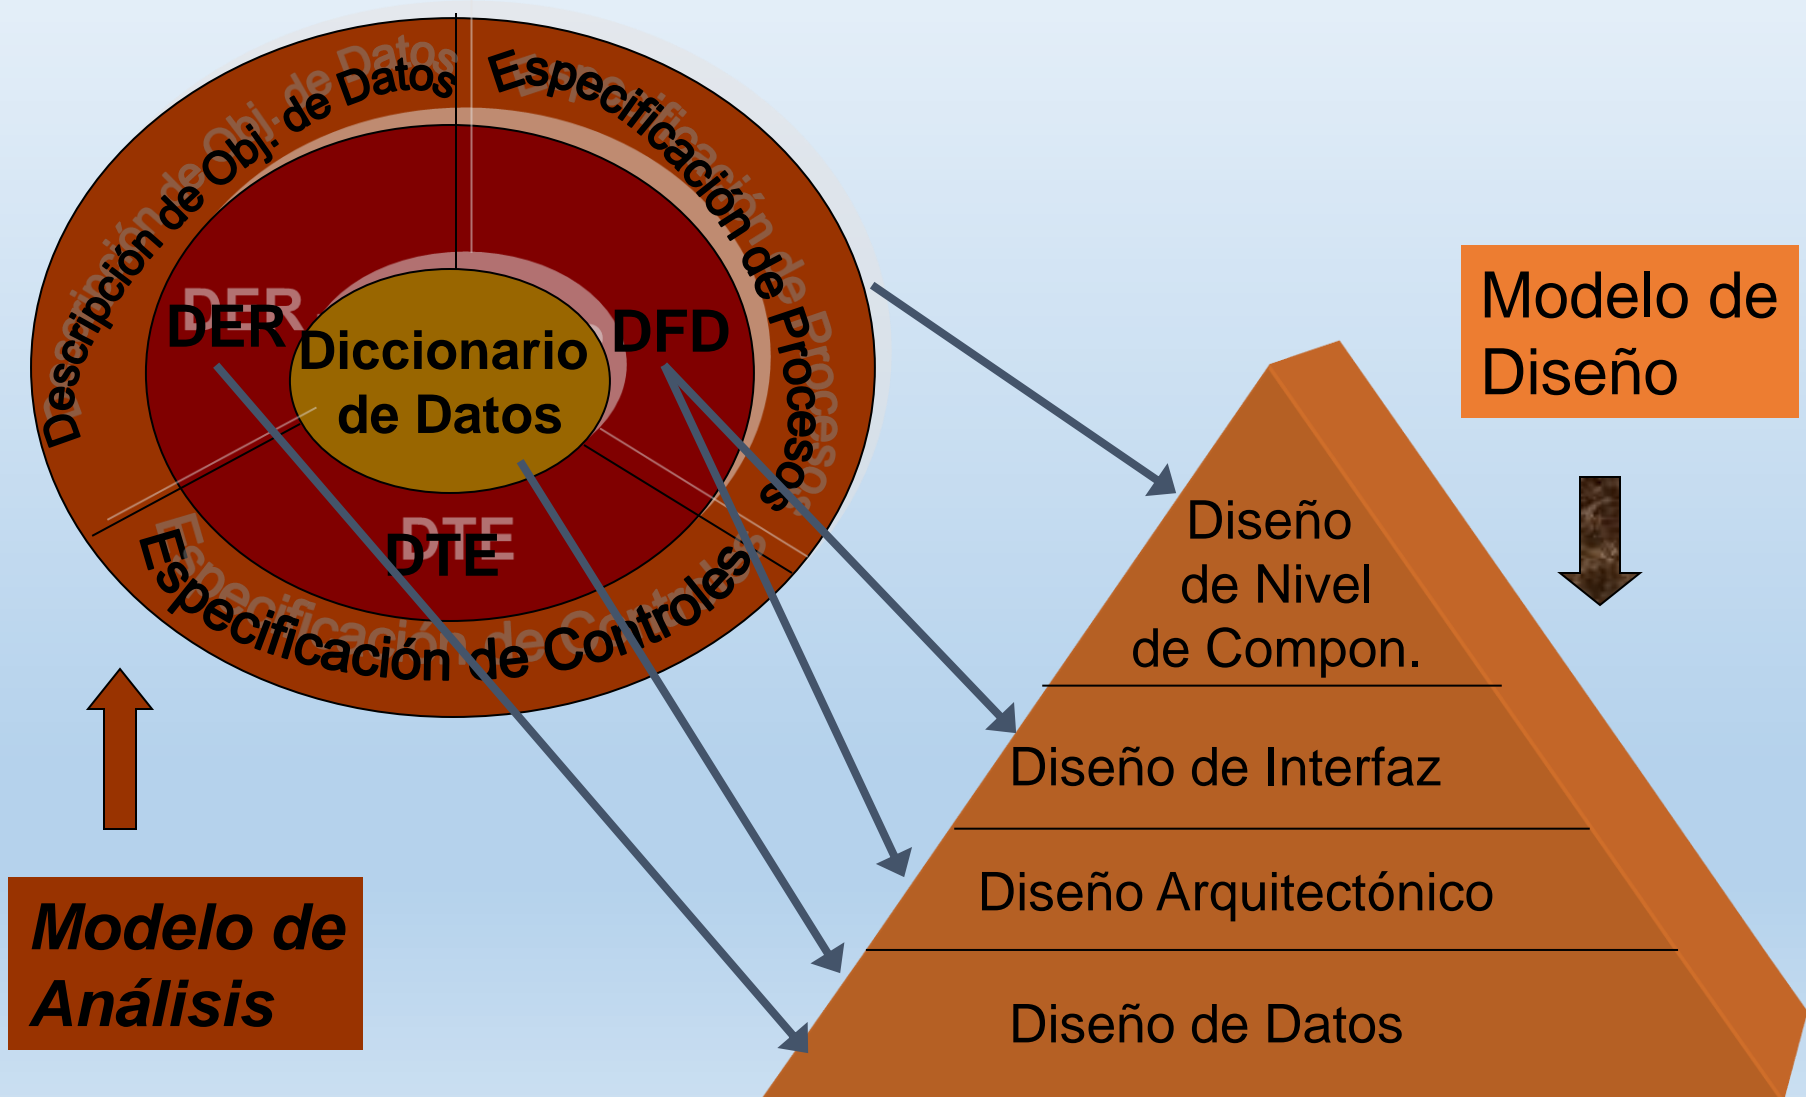 Descripción de Obj. de Datos
Especificación de Procesos
DER
Diccionario
de Datos
DFD
DTE
Especificación de Controles
Modelo de
Análisis
Modelo de
Diseño
Diseño
de Nivel
de Compon.
Diseño de Interfaz
Diseño Arquitectónico
Diseño de Datos